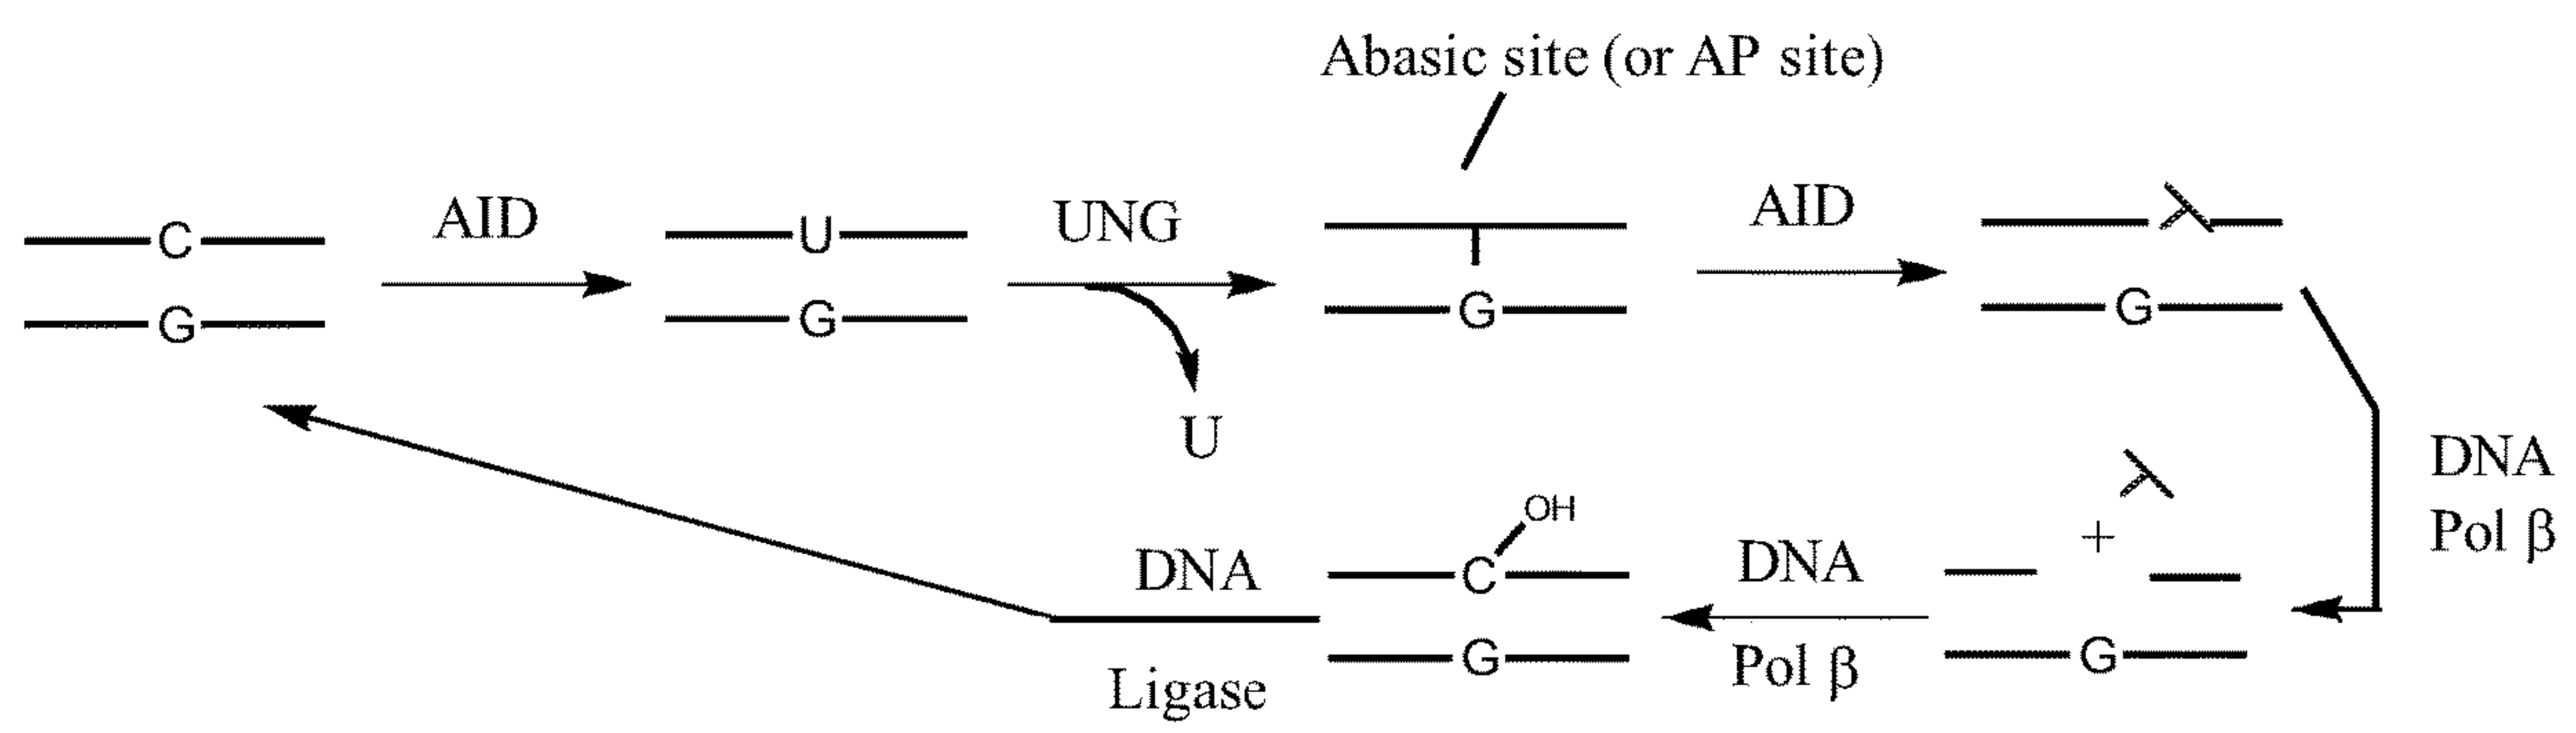 Abasic site (or AP site)
C
G
AID
U
G
UNG
U
G
AID
G
DNA
Pol β
+
G
DNA
Pol β
OH
C
G
DNA
Ligase